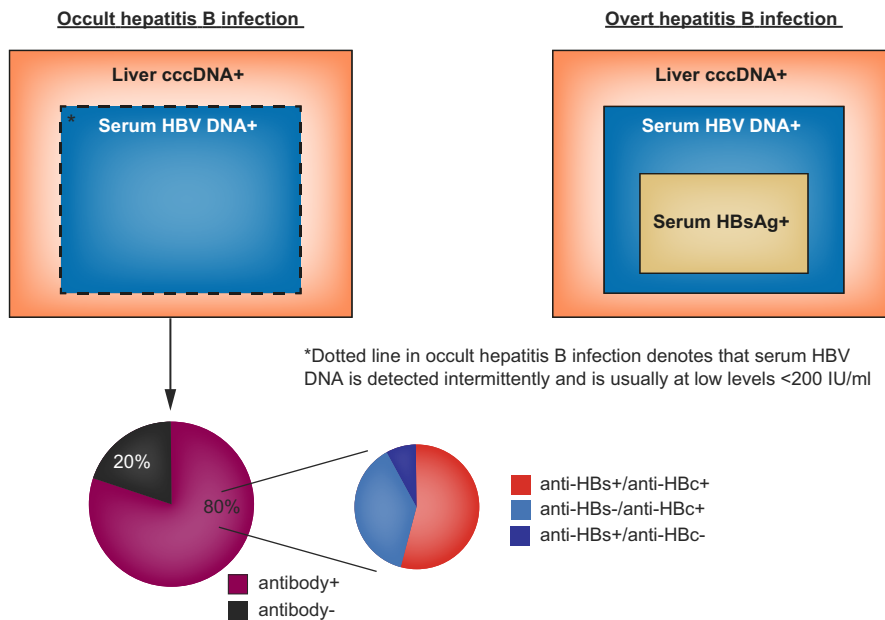 Occult hepatitis B infection
Overt hepatitis B infection
Liver cccDNA+
Liver cccDNA+
*
Serum HBV DNA+
Serum HBV DNA+
Serum HBsAg+
*Dotted line in occult hepatitis B infection denotes that serum HBV
DNA is detected intermittently and is usually at low levels <200 IU/ml
20%
80%
anti-HBs+/anti-HBc+
anti-HBs-/anti-HBc+
anti-HBs+/anti-HBc-
antibody+
antibody-